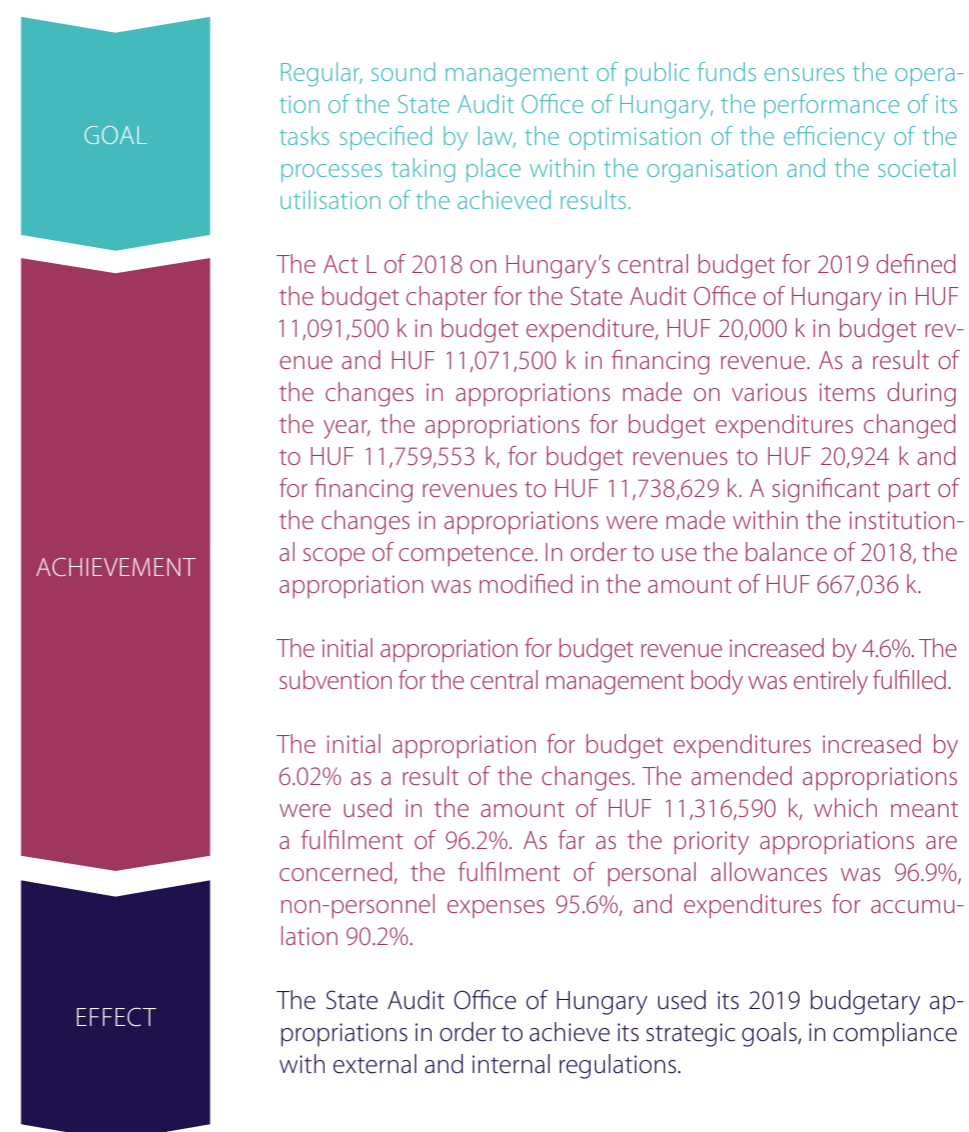 GOAL
Regular, sound management of public funds ensures the opera-
tion of the State Audit Office of Hungary, the performance of its
tasks specified by law, the optimisation of the efficiency of the
processes taking place within the organisation and the societal
utilisation of the achieved results.
ACHIEVEMENT
The Act L of 2018 on Hungary's central budget for 2019 defined
the budget chapter for the State Audit Office of Hungary in HUF
11,091,500 k in budget expenditure, HUF 20,000 k in budget rev-
enue and HUF 11,071,500 k in financing revenue. As a result of
the changes in appropriations made on various items during
the year, the appropriations for budget expenditures changed
to HUF 11,759,553 k, for budget revenues to HUF 20,924 k and
for financing revenues to HUF 11,738,629 k. A significant part of
the changes in appropriations were made within the institution-
al scope of competence. In order to use the balance of 2018, the
appropriation was modified in the amount of HUF 667,036 k.
The initial appropriation for budget revenue increased by 4.6%. The
subvention for the central management body was entirely fulfilled.
The initial appropriation for budget expenditures increased by
6.02% as a result of the changes. The amended appropriations
were used in the amount of HUF 11,316,590 k, which meant
a fulfilment of 96.2%. As far as the priority appropriations are
concerned, the fulfilment of personal allowances was 96.9%,
non-personnel expenses 95.6%, and expenditures for accumu-
lation 90.2%.
EFFECT
The State Audit Office of Hungary used its 2019 budgetary ap-
propriations in order to achieve its strategic goals, in compliance
with external and internal regulations.